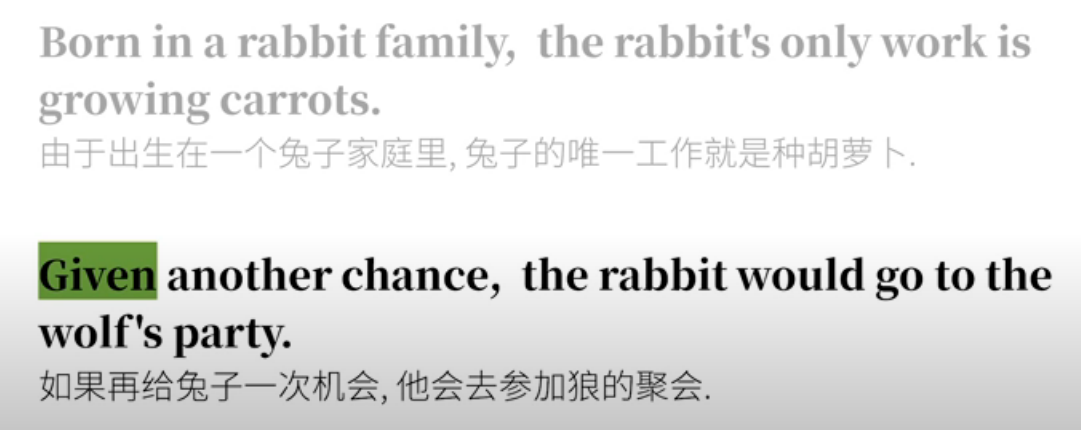 Born in a rabbit family,  the rabbit's only work is
growing carrots.
由于出生在一个兔子家庭里, 兔子的唯一工作就是种胡萝卜.
Given another chance,  the rabbit would go to the
wolf's party.
如果再给兔子一次机会, 他会去参加狼的聚会.